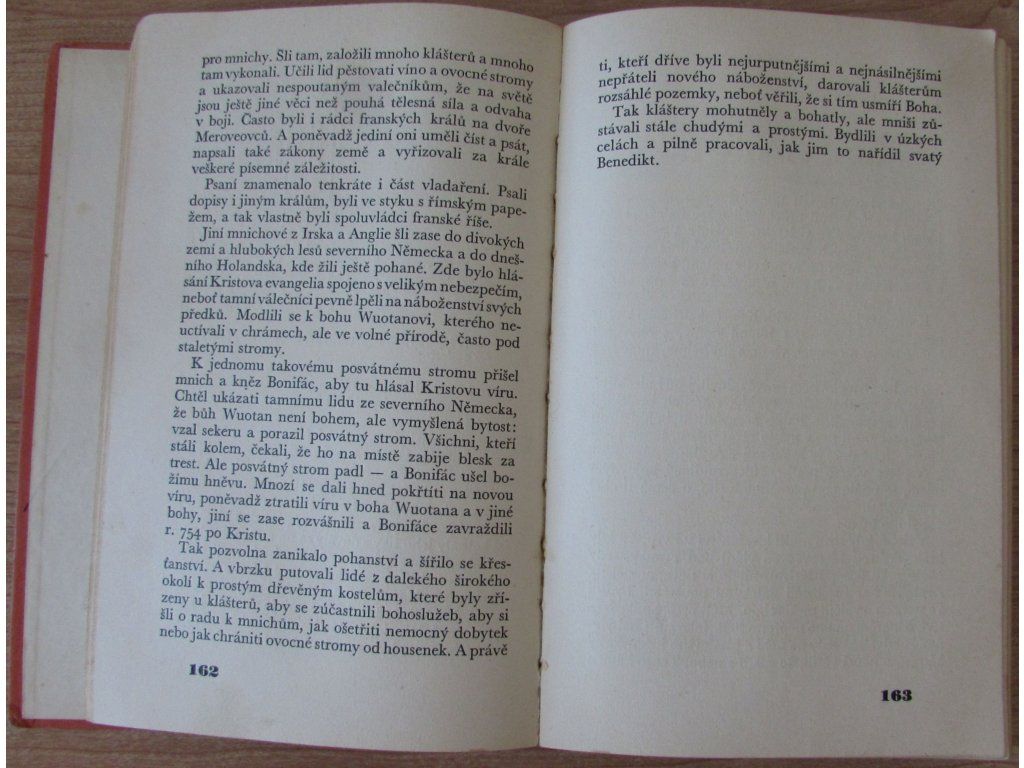 pro mnichy. Šli tam, založili mnoho klášterů a mnoho
tam vykonali. Učili lid pěstovati víno a ovocné stromy
a ukazovali nespoutaným valečníkům, že na světě
jsou ještě jiné věci než pouhá tělesná síla a odvaha
v boji. Často byli i rádci franských králů na dvoře
Meroveovců. A poněvadž jediní oni uměli číst a psát,
napsali také zákony země a vyřizovali za krále
veškeré písemné záležitosti.
Psaní znamenalo tenkráte i část vladaření. Psali
dopisy i jiným králům, byli ve styku s římským pape-
žem, a tak vlastně byli spoluvládci franské říše.
Jiní mnichové z Irska a Anglie šli zase do divokých
zemí a hlubokých lesů severního Německa a do dneš-
ního Holandska, kde žili ještě pohané. Zde bylo hlá-
sání Kristova evangelia spojeno s velikým nebezpečím,
neboť tamní válečníci pevně lpěli na náboženství svých
předků. Modlili se k bohu Wuotanovi, kterého ne-
uctívali v chrámech, ale ve volné přírodě, často pod
staletými stromy.
K jednomu takovému posvátnému stromu přišel
mnich a kněz Bonifác, aby tu hlásal Kristovu víru.
Chtěl ukázati tamnímu lidu ze severního Německa,
že bůh Wuotan není bohem, ale vymyšlená bytost:
vzal sekeru a porazil posvátný strom. Všichni, kteří
stáli kolem, čekali, že ho na místě zabije blesk za
trest. Ale posvátný strom padl — a Bonifác ušel bo-
žímu hněvu. Mnozí se dali hned pokřtíti na novou
víru, poněvadž ztratili víru v boha Wuotana a v jiné
bohy, jiní se zase rozvášnili a Bonifáce zavraždili
r. 754 po Kristu.
Tak pozvolna zanikalo pohanství a šířilo se křes-
ťanství. A vbrzku putovali lidé z dalekého širokého
okolí k prostým dřevěným kostelům, které byly zří-
zeny u klášterů, aby se zúčastnili bohoslužeb, aby si
šli o radu k mnichům, jak ošetřiti nemocný dobytek
nebo jak chrániti ovocné stromy od housenek. A právě
162
ti, kteří dříve byli nejurputnějšími a nejnásilnějšími
nepřáteli nového náboženství, darovali klášterům
rozsáhlé pozemky, neboť věřili, že si tím usmíří Boha.
Tak kláštery mohutněly a bohatly, ale mniši zů-
stávali stále chudými a prostými. Bydlili v úzkých
celách a pilně pracovali, jak jim to nařídil svatý
Benedikt.
163